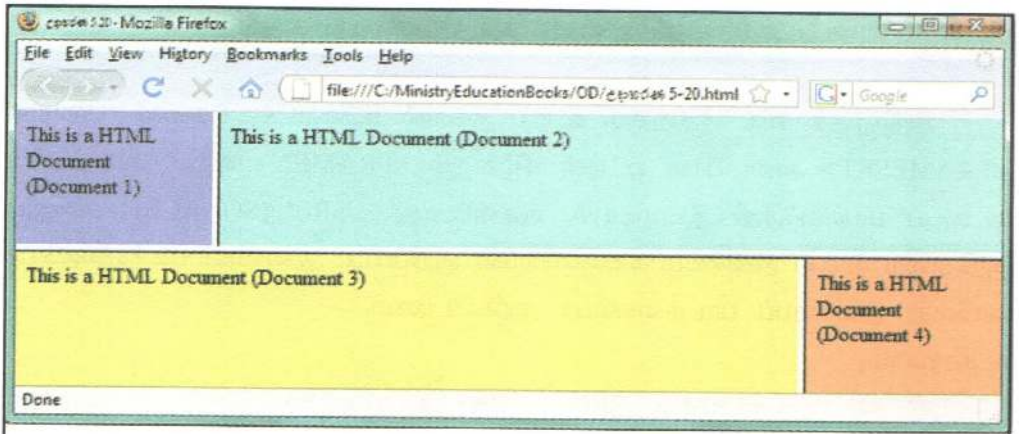 5-20 - Mozilla Firefox
File Edit View History Bookmarks Tools Help
file:///C:/MinistryEducationBooks/OD/ 5-20.html
Google
This is a HTML
Document
(Document 1)
This is a HTML Document (Document 2)
This is a HTML Document (Document 3)
This is a HTML
Document
(Document 4)
Done